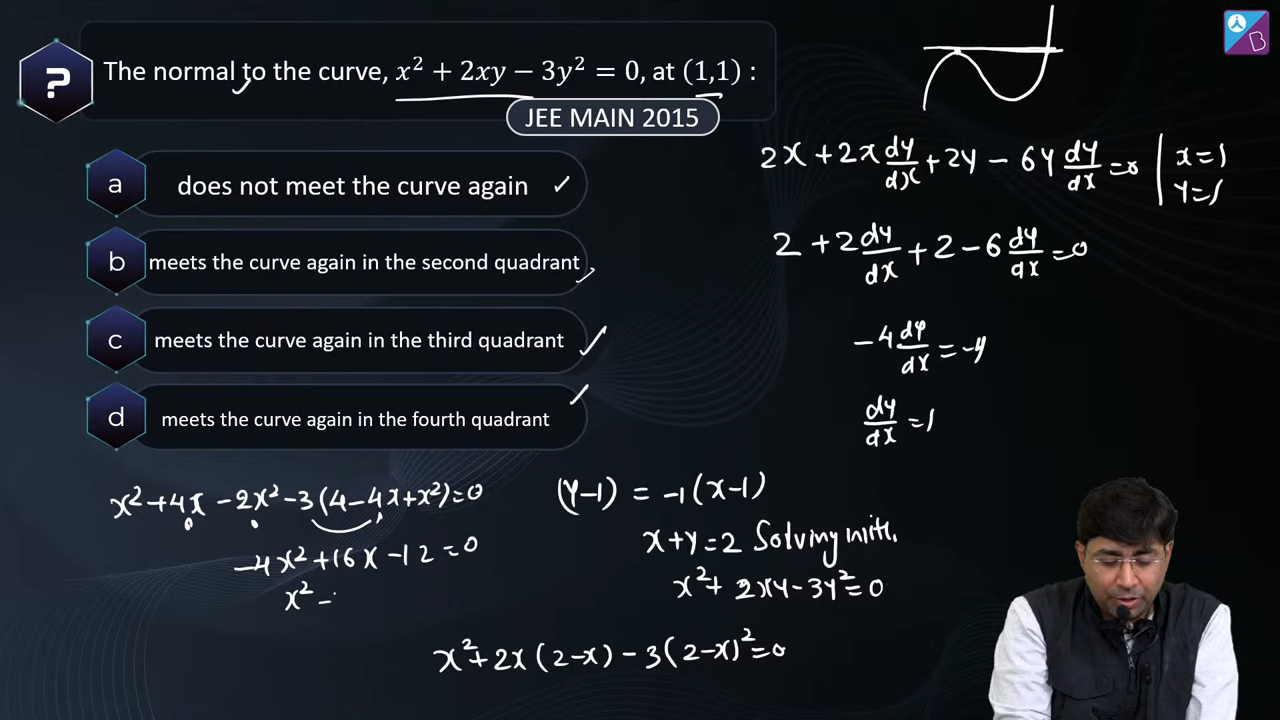 ?
The normal to the curve, x² + 2xy − 3y² = 0, at (1,1) :
JEE MAIN 2015
a does not meet the curve again
b meets the curve again in the second quadrant
c meets the curve again in the third quadrant
d meets the curve again in the fourth quadrant
2x + 2x dy/dx + 2y − 6y dy/dx = 0 | x=1
y=1
2 + 2 dy/dx + 2 − 6 dy/dx = 0
−4 dy/dx = −4
dy/dx = 1
(y−1) = −1(x−1)
x+y=2 Solving with
x² + 2xy − 3y² = 0
x² + 2x(2−x) − 3(2−x)² = 0
x² + 4x − 2x² − 3(4−4x+x²) = 0
−4x² + 16x − 12 = 0
x² −
B